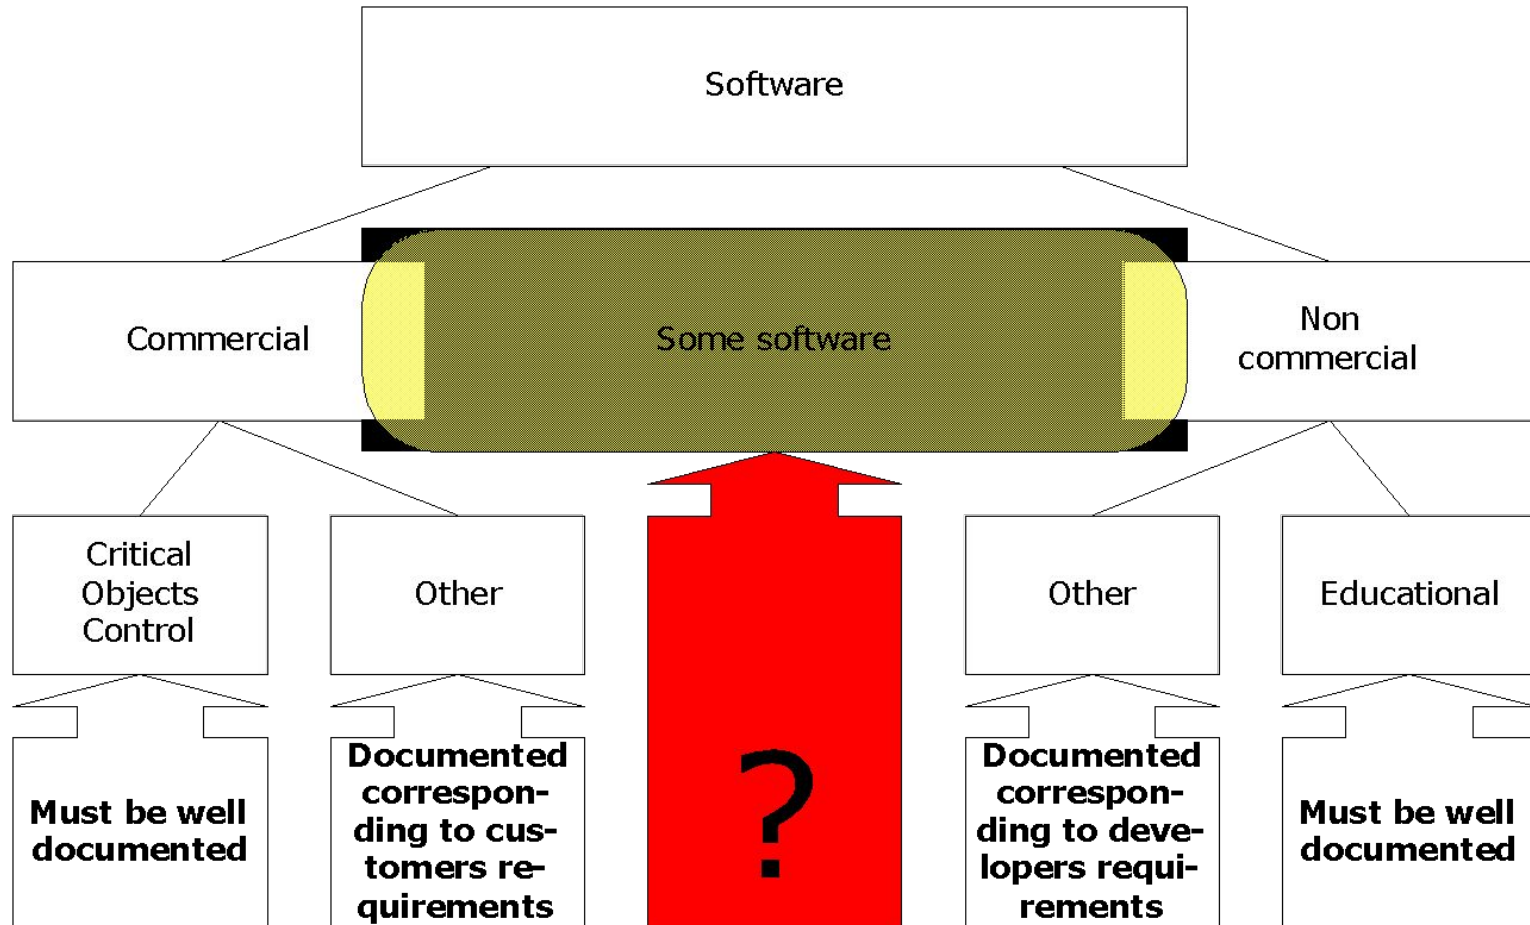 Software
Commercial
Some software
Non
commercial
Critical
Objects
Control
Other
Other
Educational
Must be well
documented
Documented
correspon-
ding to cus-
tomers re-
quirements
?
Documented
correspon-
ding to deve-
lopers requi-
rements
Must be well
documented